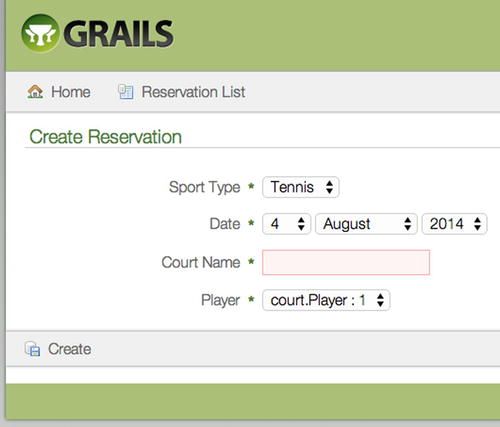 GRAILS
Home Reservation List
Create Reservation
Sport Type * Tennis
Date * 4 August 2014
Court Name *
Player * court.Player : 1
Create